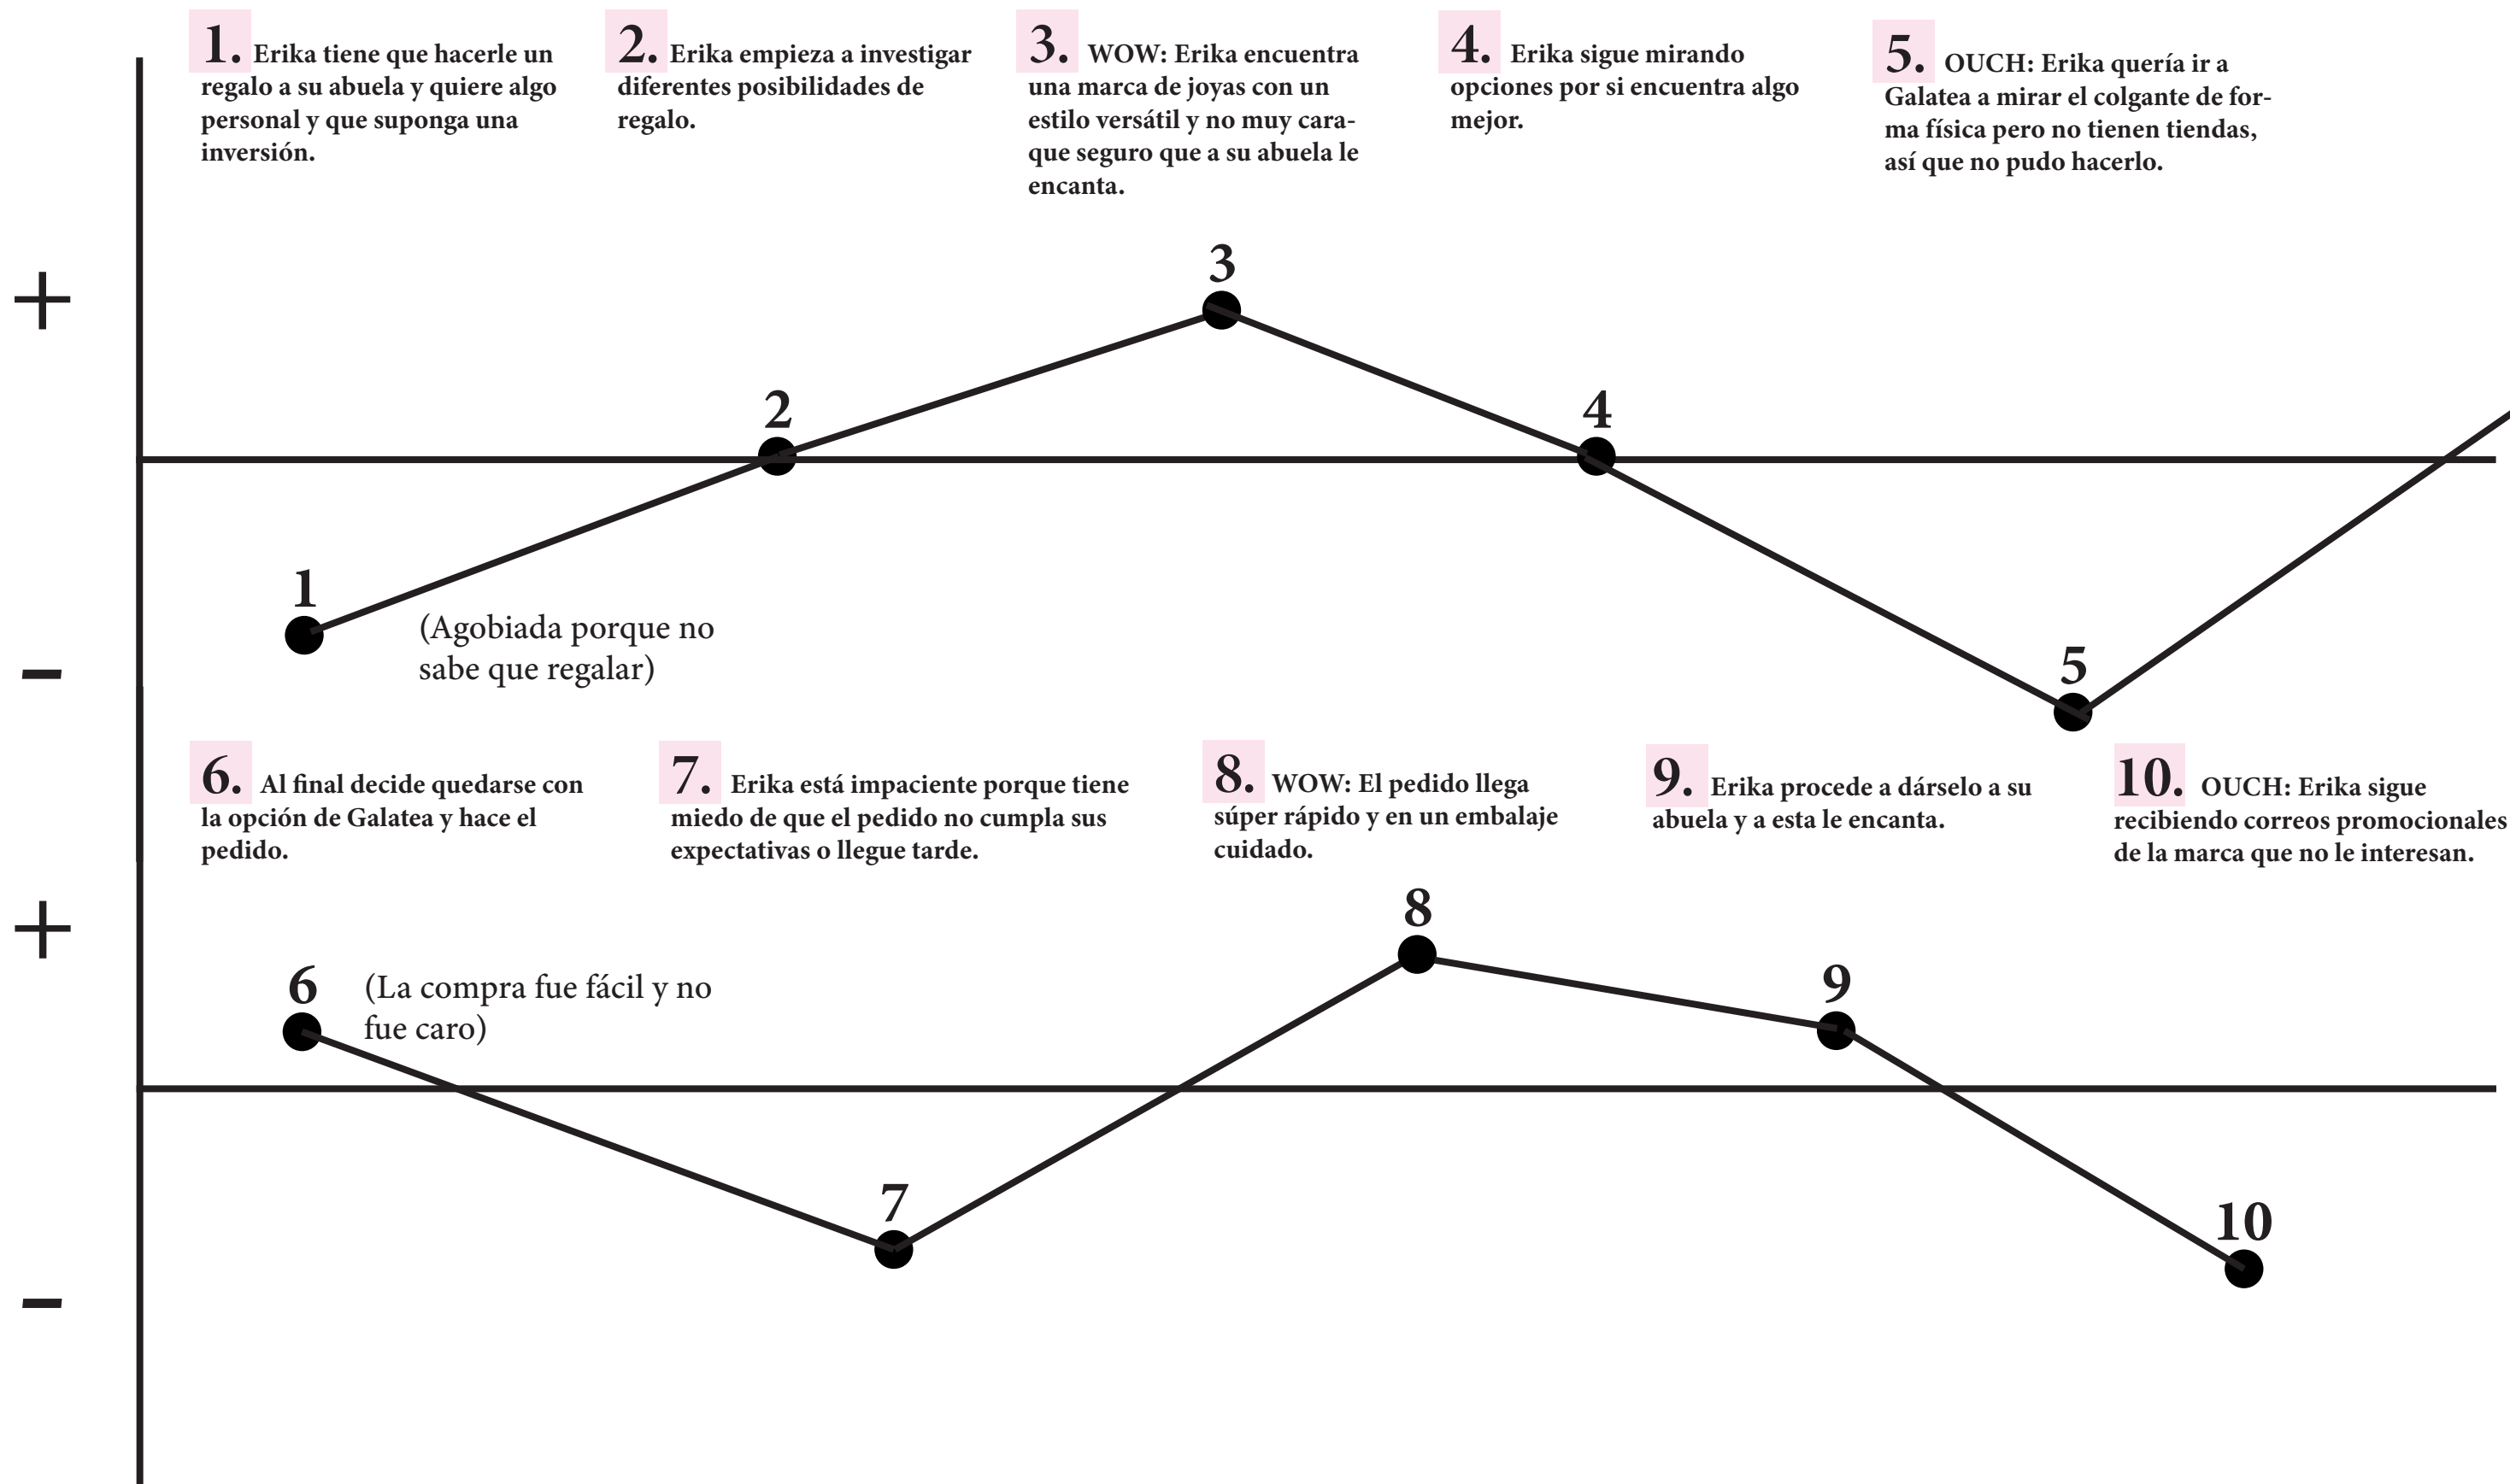 1. Erika tiene que hacerle un
regalo a su abuela y quiere algo
personal y que suponga una
inversión.
2. Erika empieza a investigar
diferentes posibilidades de
regalo.
3. WOW: Erika encuentra
una marca de joyas con un
estilo versátil y no muy cara-
que seguro que a su abuela le
encanta.
4. Erika sigue mirando
opciones por si encuentra algo
mejor.
5. OUCH: Erika quería ir a
Galatea a mirar el colgante de for-
ma física pero no tienen tiendas,
así que no pudo hacerlo.
+
3
2
4
1
(Agobiada porque no
sabe que regalar)
5
-
6. Al final decide quedarse con
la opción de Galatea y hace el
pedido.
7. Erika está impaciente porque tiene
miedo de que el pedido no cumpla sus
expectativas o llegue tarde.
8. WOW: El pedido llega
súper rápido y en un embalaje
cuidado.
9. Erika procede a dárselo a su
abuela y a esta le encanta.
10. OUCH: Erika sigue
recibiendo correos promocionales
de la marca que no le interesan.
+
8
6
(La compra fue fácil y no
fue caro)
9
7
10
-